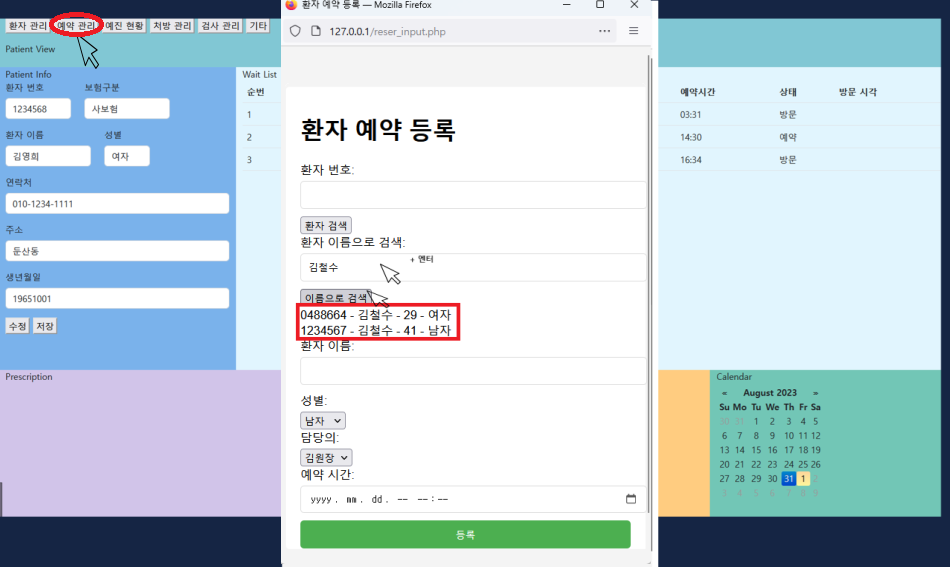 환자 예약 등록 — Mozilla Firefox
127.0.0.1/reser_input.php
환자 관리 예약 관리 예진 현황 처방 관리 검사 관리 기타
Patient View
Patient Info
환자 번호 보험구분
1234568 사보험
환자 이름 성별
김영희 여자
연락처
010-1234-1111
주소
둔산동
생년월일
19651001
수정 저장
Wait List
순번
1
2
3
환자 예약 등록
환자 번호:
환자 검색
환자 이름으로 검색:
김철수
+ 엔터
이름으로 검색
0488664 - 김철수 - 29 - 여자
1234567 - 김철수 - 41 - 남자
환자 이름:
성별:
남자
담당의:
김원장
예약 시간:
yyyy. mm. dd. -- --:--
등록
예약시간 상태 방문 시각
03:31 방문
14:30 예약
16:34 방문
Prescription
Calendar
« August 2023 »
Su Mo Tu We Th Fr Sa
30 31 1 2 3 4 5
6 7 8 9 10 11 12
13 14 15 16 17 18 19
20 21 22 23 24 25 26
27 28 29 30 31 1 2
3 4 5 6 7 8 9